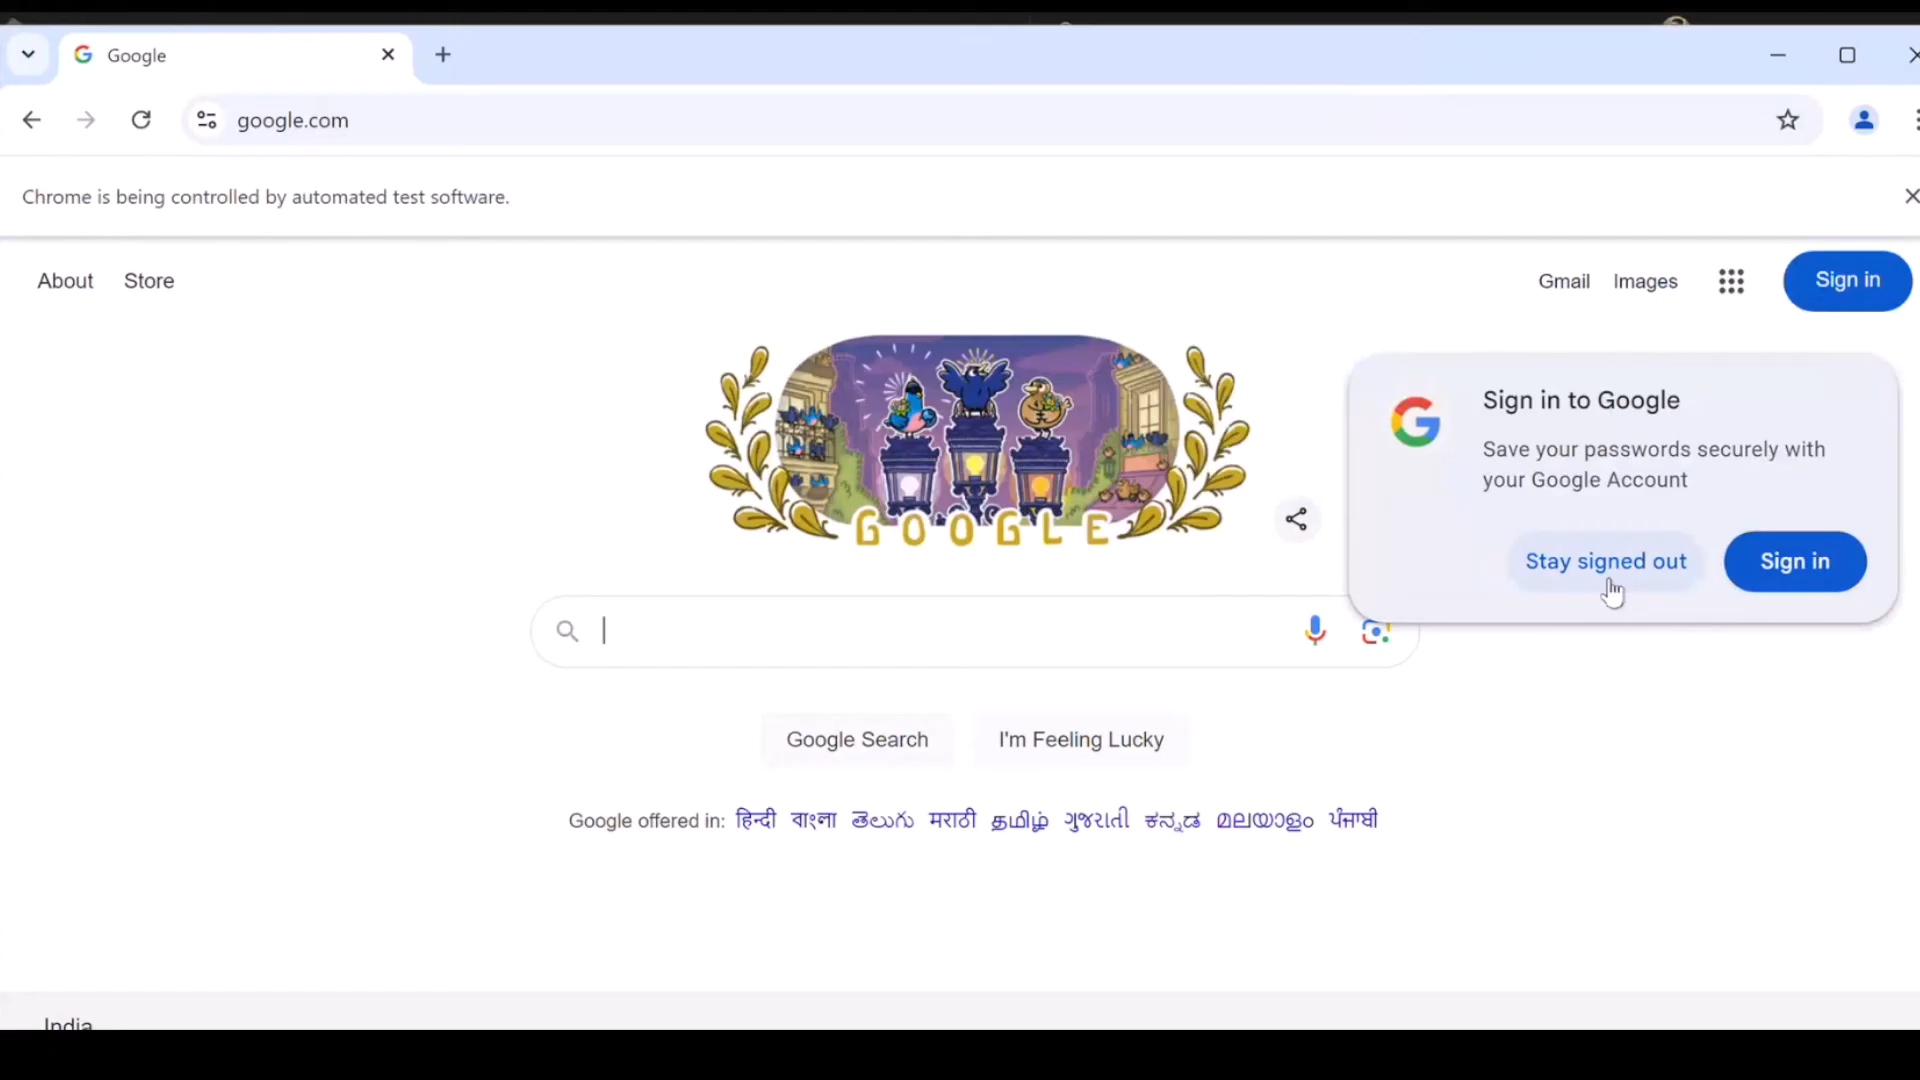 Google
google.com
Chrome is being controlled by automated test software.
About Store Gmail Images Sign in
GOOGLE
Sign in to Google
Save your passwords securely with
your Google Account
Stay signed out Sign in
Google Search I'm Feeling Lucky
Google offered in: हिन्दी বাংলা తెలుగు मराठी தமிழ் ગુજરાતી ಕನ್ನಡ മലയാളം ਪੰਜਾਬੀ
India